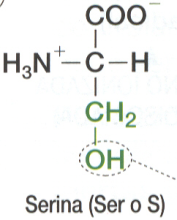 COO⁻
H₃N⁺–C–H
CH₂
OH
Serina (Ser o S)